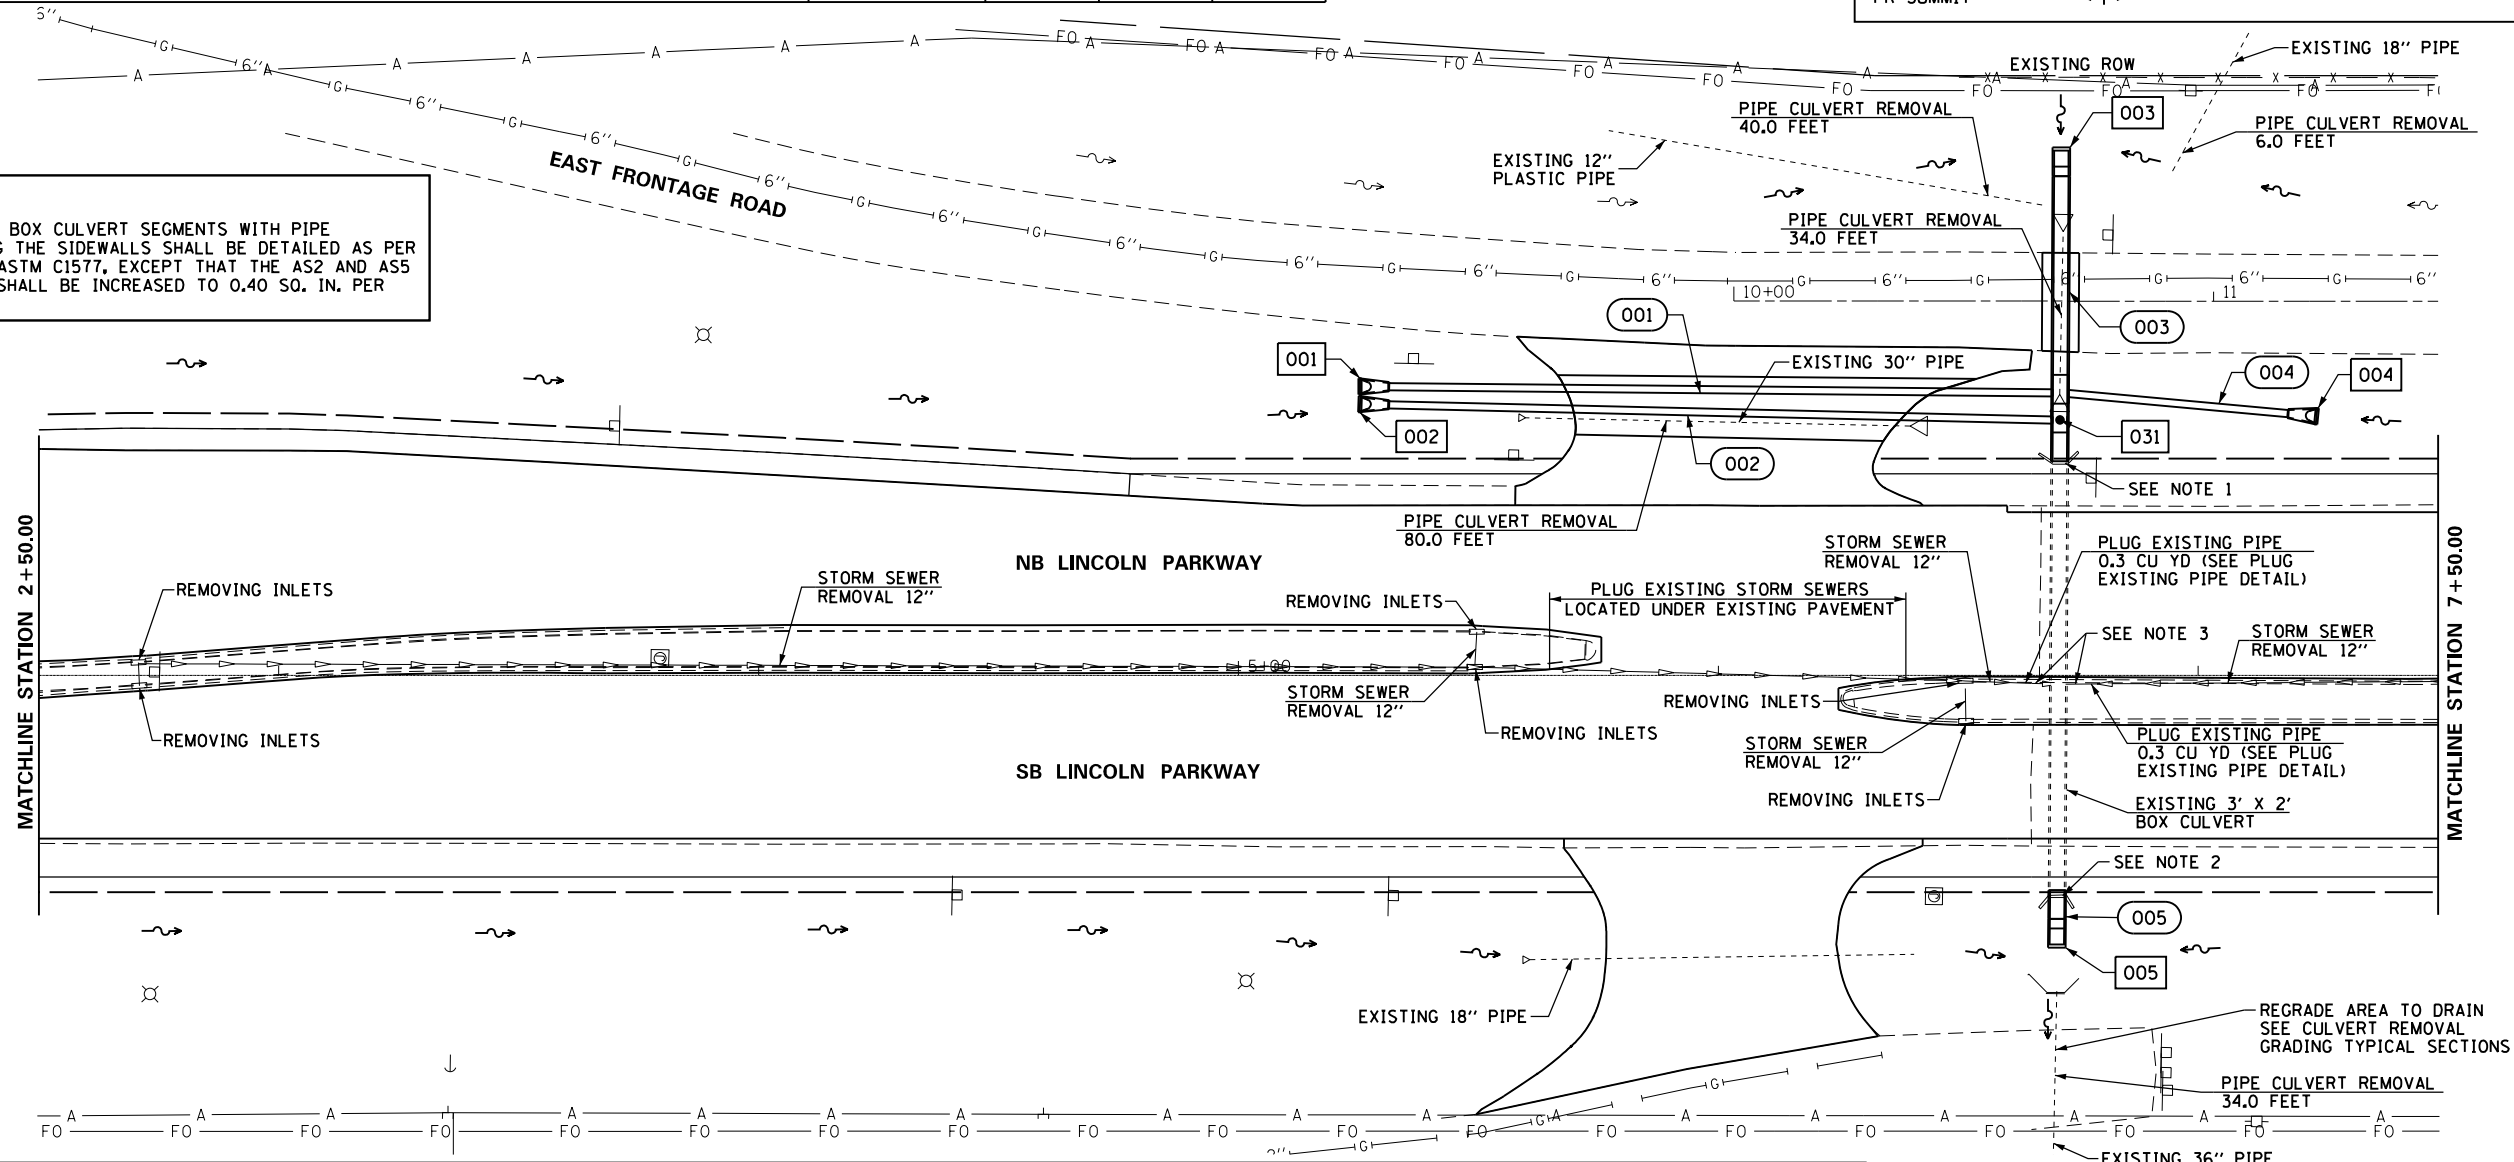 EXISTING 18" PIPE
EXISTING ROW
PIPE CULVERT REMOVAL
40.0 FEET
003
PIPE CULVERT REMOVAL
6.0 FEET
EXISTING 12"
PLASTIC PIPE
EAST FRONTAGE ROAD
PIPE CULVERT REMOVAL
34.0 FEET
BOX CULVERT SEGMENTS WITH PIPE
THE SIDEWALLS SHALL BE DETAILED AS PER
ASTM C1577, EXCEPT THAT THE AS2 AND AS5
SHALL BE INCREASED TO 0.40 SQ. IN. PER
10+00
11
001
003
001
EXISTING 30" PIPE
004
004
002
031
002
SEE NOTE 1
PIPE CULVERT REMOVAL
80.0 FEET
MATCHLINE STATION 2+50.00
MATCHLINE STATION 7+50.00
NB LINCOLN PARKWAY
STORM SEWER
REMOVAL 12"
PLUG EXISTING PIPE
0.3 CU YD (SEE PLUG
EXISTING PIPE DETAIL)
REMOVING INLETS
STORM SEWER
REMOVAL 12"
REMOVING INLETS
PLUG EXISTING STORM SEWERS
LOCATED UNDER EXISTING PAVEMENT
SEE NOTE 3
STORM SEWER
REMOVAL 12"
5+00
STORM SEWER
REMOVAL 12"
REMOVING INLETS
REMOVING INLETS
REMOVING INLETS
STORM SEWER
REMOVAL 12"
PLUG EXISTING PIPE
0.3 CU YD (SEE PLUG
EXISTING PIPE DETAIL)
SB LINCOLN PARKWAY
REMOVING INLETS
EXISTING 3' X 2'
BOX CULVERT
SEE NOTE 2
005
005
EXISTING 18" PIPE
REGRADE AREA TO DRAIN
SEE CULVERT REMOVAL
GRADING TYPICAL SECTIONS
PIPE CULVERT REMOVAL
34.0 FEET
EXISTING 36" PIPE